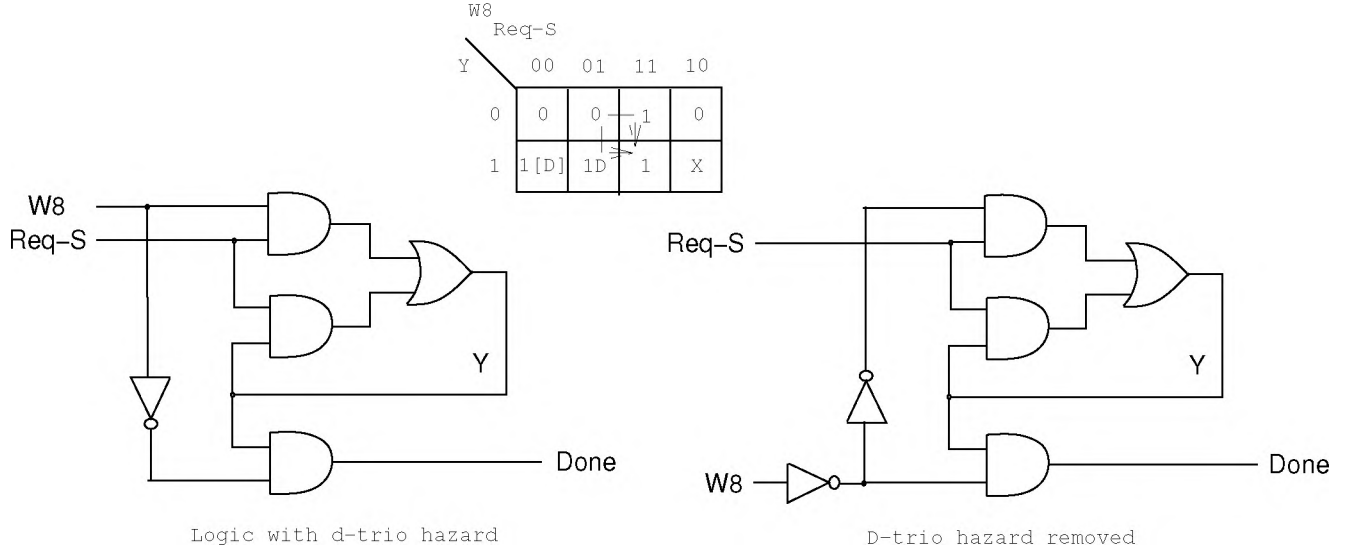 W8
Req-S
Y 00 01 11 10
0 0 0 1 0
1 1[D] 1D 1 X
W8
Req-S
Y
Done
Logic with d-trio hazard
Req-S
Y
W8
Done
D-trio hazard removed